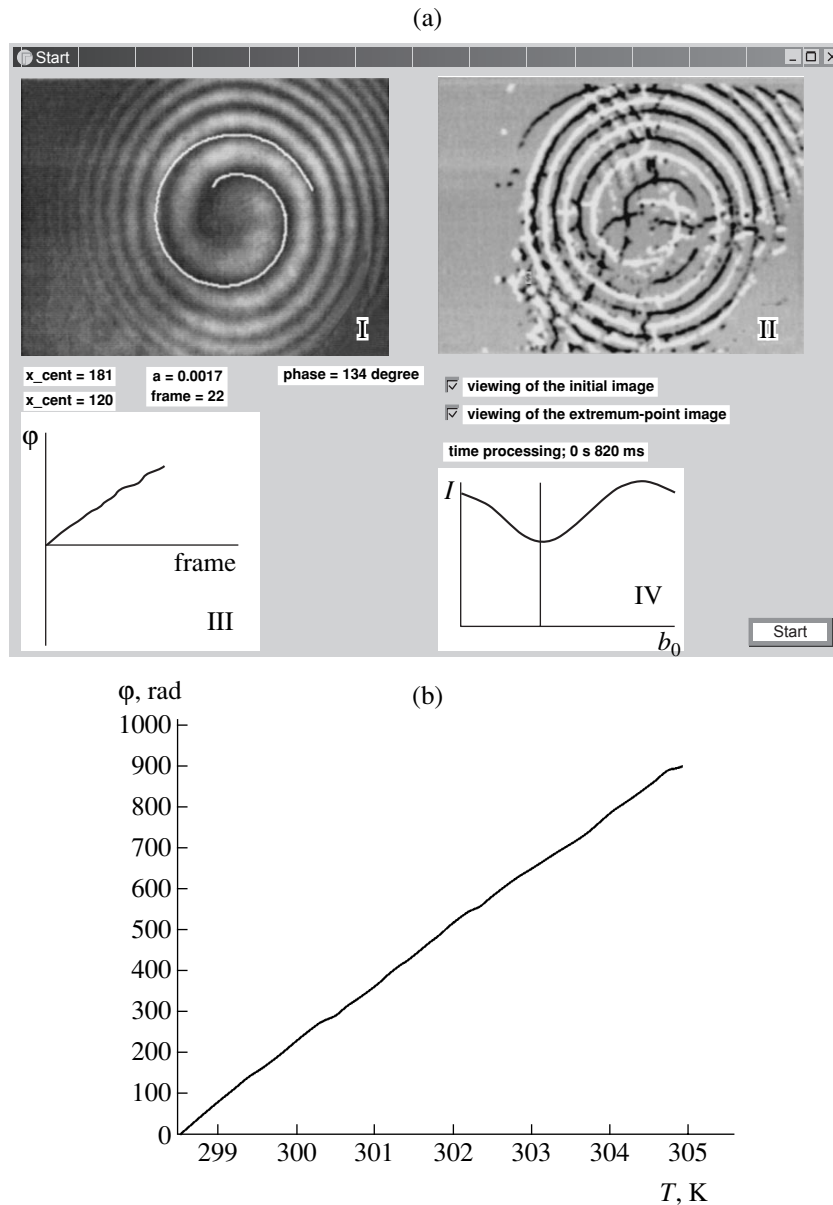 (a)
Start
I
II
x_cent = 181
a = 0.0017
phase = 134 degree
x_cent = 120
frame = 22
viewing of the initial image
viewing of the extremum-point image
time processing; 0 s 820 ms
φ
frame
III
I
IV
b0
Start
φ, rad
(b)
1000
900
800
700
600
500
400
300
200
100
0
299 300 301 302 303 304 305
T, K